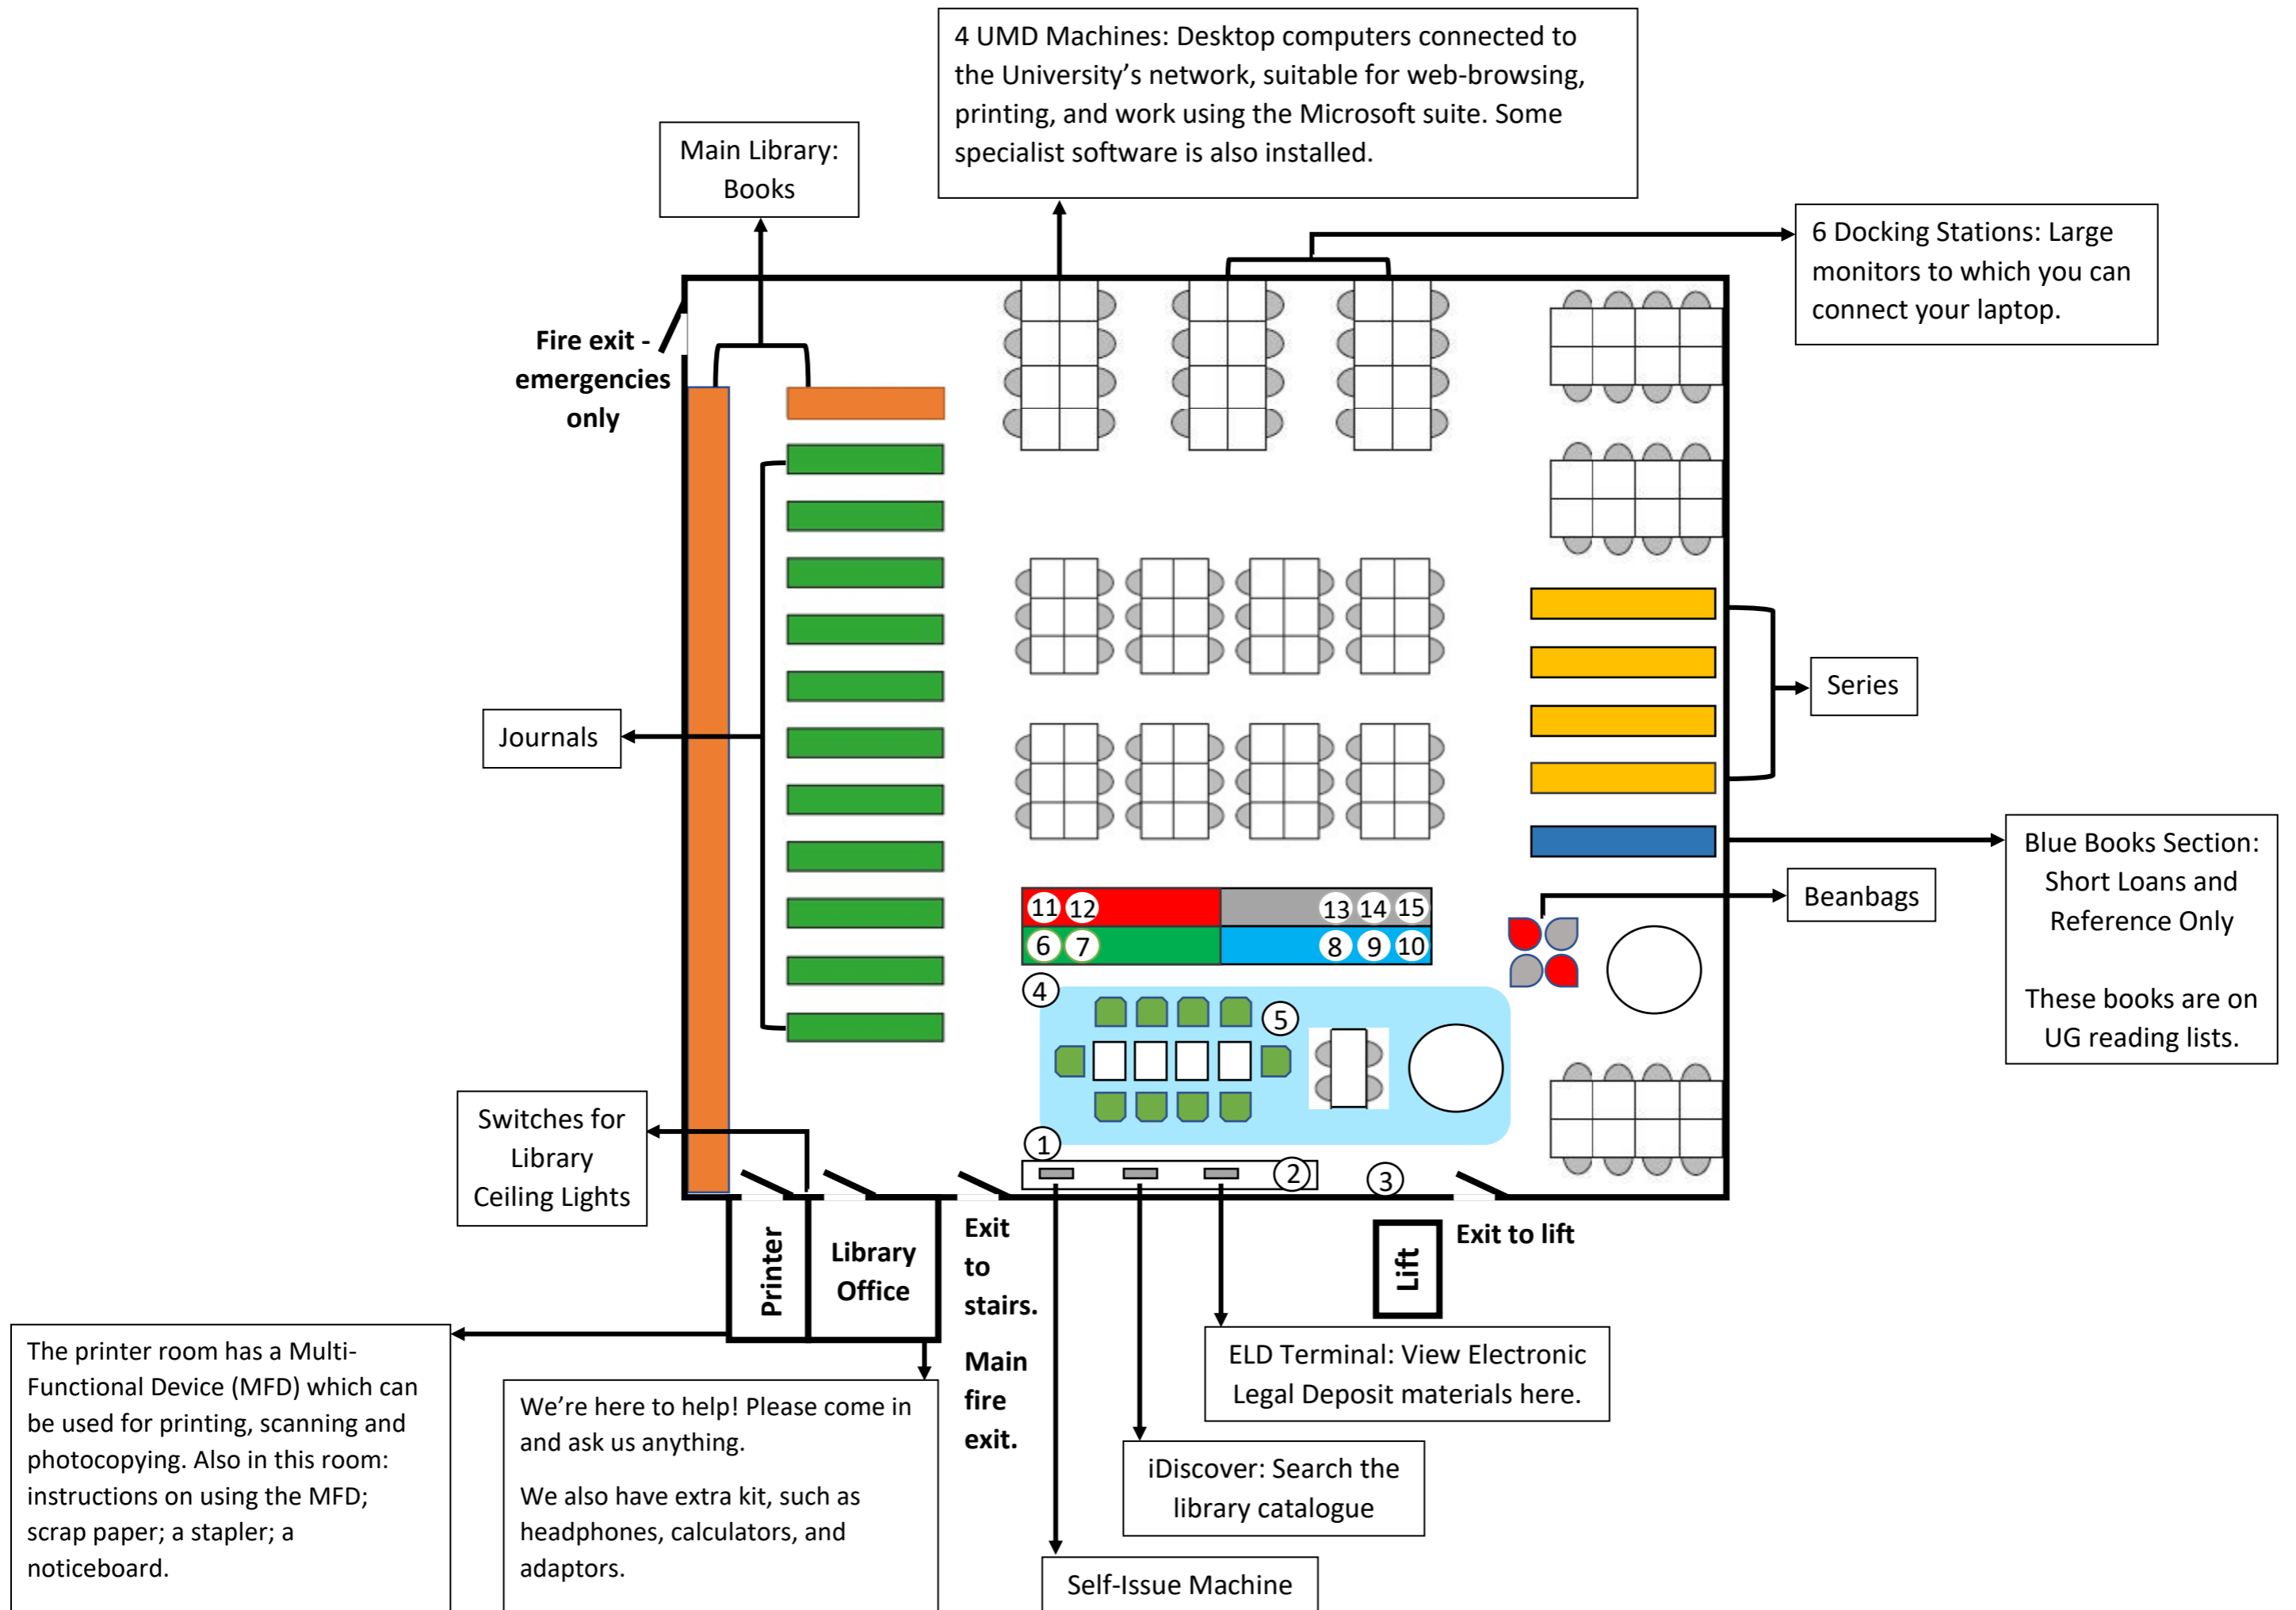 4 UMD Machines: Desktop computers connected to
the University’s network, suitable for web-browsing,
printing, and work using the Microsoft suite. Some
specialist software is also installed.
Main Library:
Books
6 Docking Stations: Large
monitors to which you can
connect your laptop.
Fire exit -
emergencies
only
Journals
Series
Blue Books Section:
Short Loans and
Reference Only
These books are on
UG reading lists.
Beanbags
11 12 13 14 15
6 7 8 9 10
4
5
1
2
3
Switches for
Library
Ceiling Lights
Printer
Library
Office
Exit
to
stairs.
Main
fire
exit.
Lift
Exit to lift
The printer room has a Multi-
Functional Device (MFD) which can
be used for printing, scanning and
photocopying. Also in this room:
instructions on using the MFD;
scrap paper; a stapler; a
noticeboard.
We’re here to help! Please come in
and ask us anything.
We also have extra kit, such as
headphones, calculators, and
adaptors.
ELD Terminal: View Electronic
Legal Deposit materials here.
iDiscover: Search the
library catalogue
Self-Issue Machine